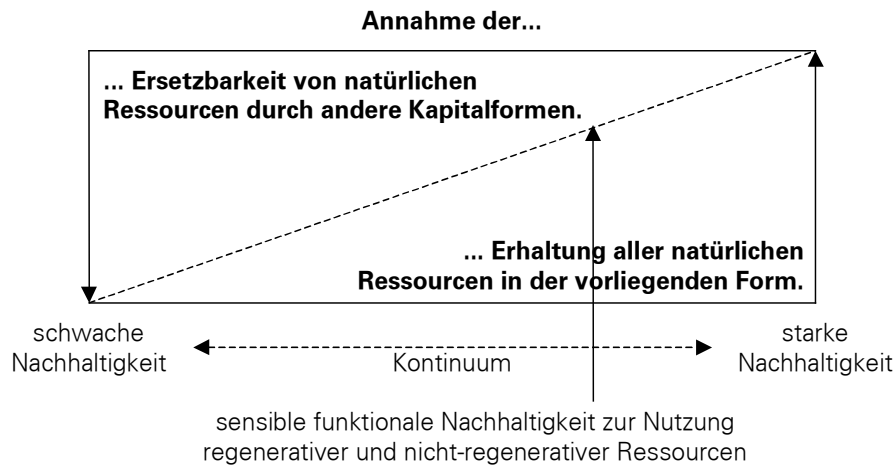 Annahme der...
... Ersetzbarkeit von natürlichen
Ressourcen durch andere Kapitalformen.
... Erhaltung aller natürlichen
Ressourcen in der vorliegenden Form.
schwache
Nachhaltigkeit
Kontinuum
starke
Nachhaltigkeit
sensible funktionale Nachhaltigkeit zur Nutzung
regenerativer und nicht-regenerativer Ressourcen